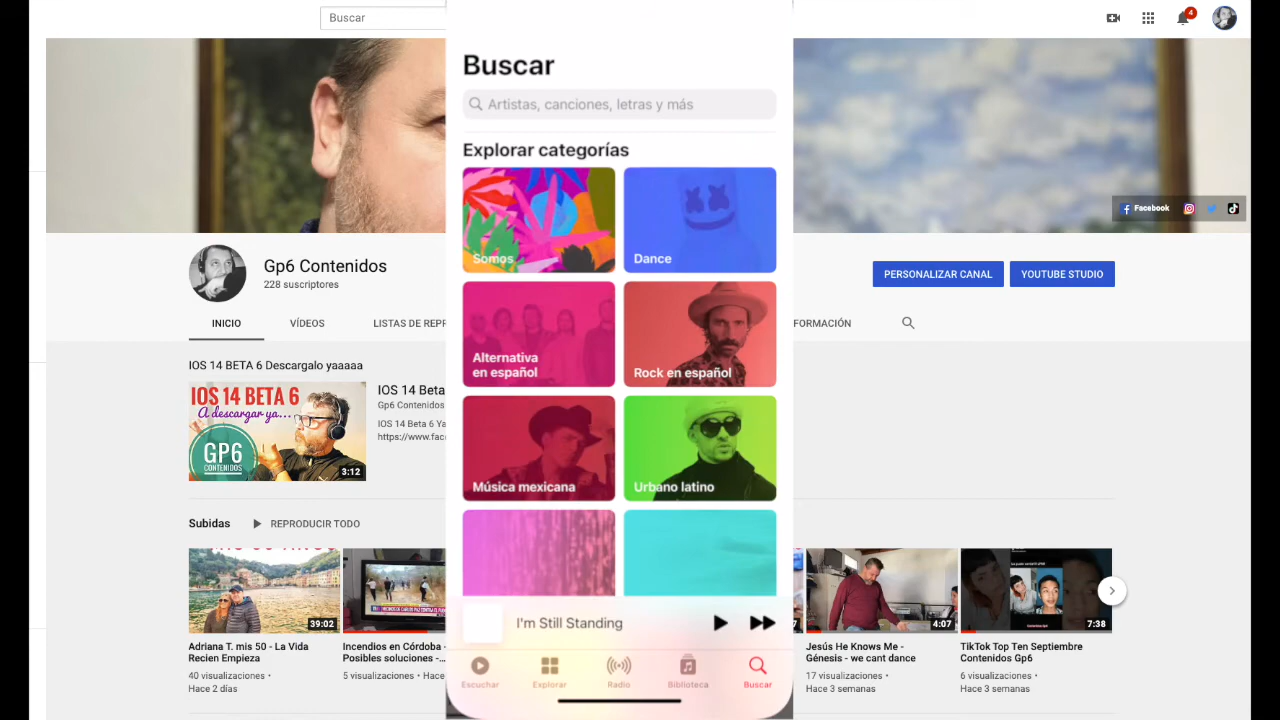 Buscar
4
Buscar
Artistas, canciones, letras y más
Explorar categorías
Somos
Dance
Alternativa
en español
Rock en español
Música mexicana
Urbano latino
I'm Still Standing
Escuchar
Explorar
Radio
Biblioteca
Buscar
Facebook
Gp6 Contenidos
228 suscriptores
PERSONALIZAR CANAL
YOUTUBE STUDIO
INICIO
VÍDEOS
LISTAS DE REPR
FORMACIÓN
IOS 14 BETA 6 Descargalo yaaaaa
IOS 14 BETA 6
A descargar ya...
GP6
CONTENIDOS
3:12
IOS 14 Beta
Gp6 Contenidos
IOS 14 Beta 6 Ya
https://www.fac
Subidas
REPRODUCIR TODO
39:02
Adriana T. mis 50 - La Vida
Recien Empieza
40 visualizaciones •
Hace 2 días
Incendios en Córdoba -
Posibles soluciones -...
5 visualizaciones • Hace
4:07
Jesús He Knows Me -
Génesis - we cant dance
17 visualizaciones •
Hace 3 semanas
7:38
TikTok Top Ten Septiembre
Contenidos Gp6
6 visualizaciones •
Hace 3 semanas